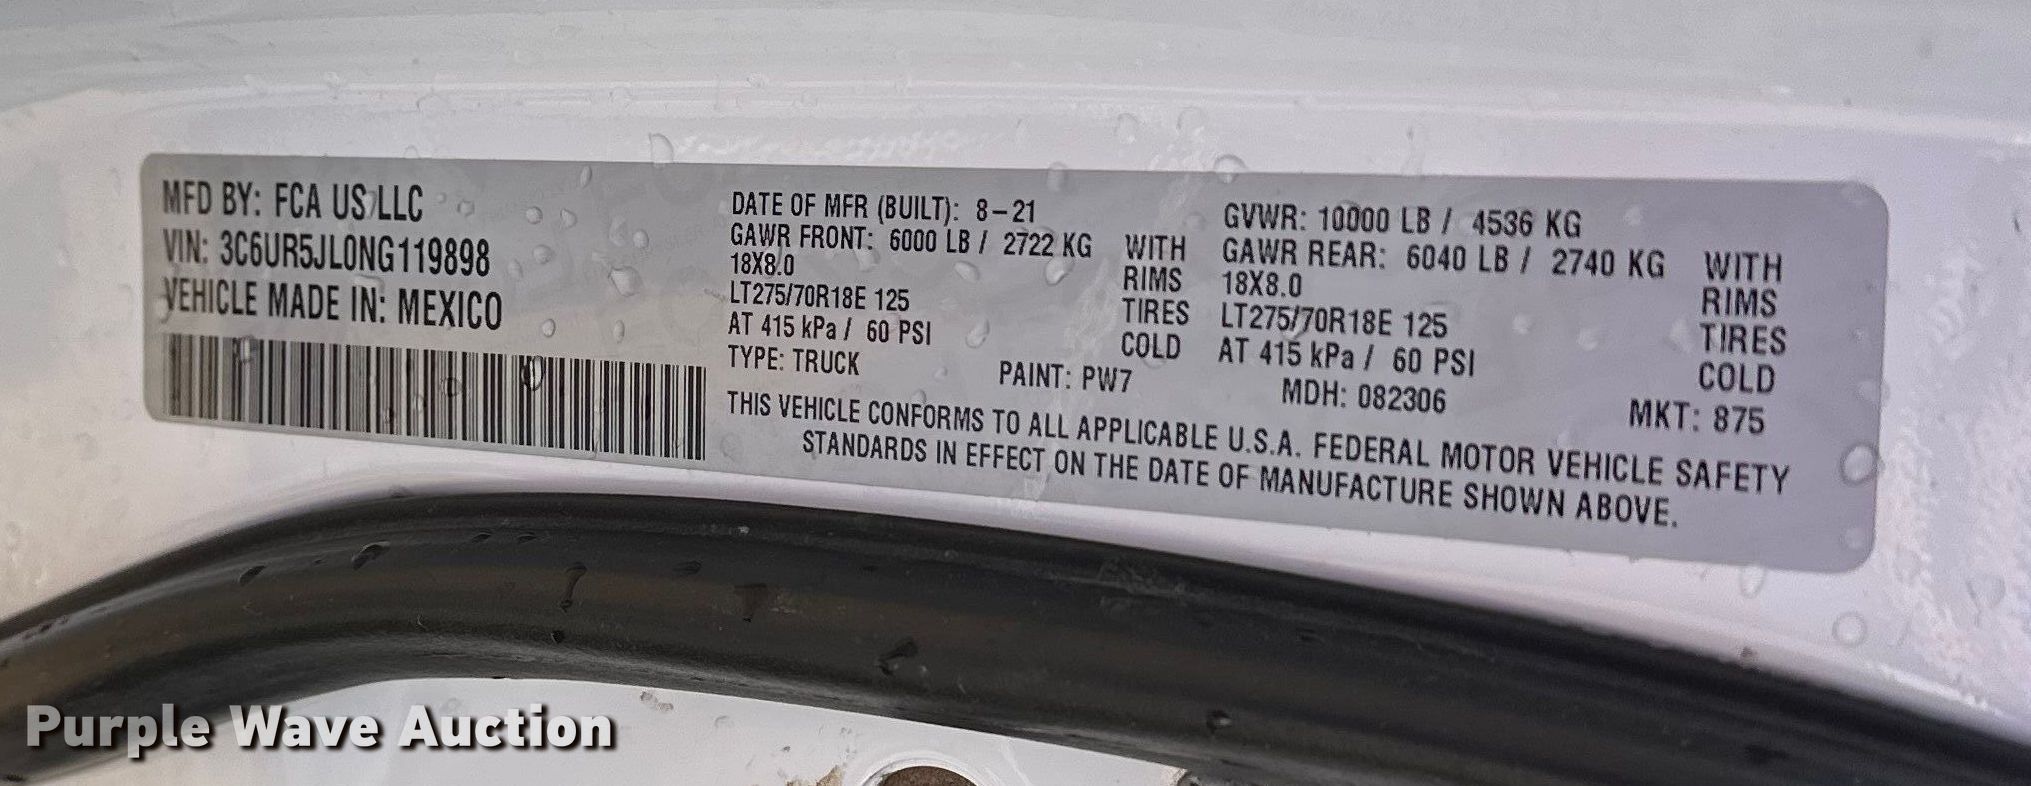 MFD BY: FCA US LLC
VIN: 3C6UR5JL0NG119898
VEHICLE MADE IN: MEXICO
DATE OF MFR (BUILT): 8-21
GAWR FRONT: 6000 LB / 2722 KG WITH
18X8.0 RIMS
LT275/70R18E 125 TIRES
AT 415 kPa / 60 PSI COLD
TYPE: TRUCK
PAINT: PW7
GVWR: 10000 LB / 4536 KG
GAWR REAR: 6040 LB / 2740 KG WITH
18X8.0 RIMS
LT275/70R18E 125 TIRES
AT 415 kPa / 60 PSI COLD
MDH: 082306 MKT: 875
THIS VEHICLE CONFORMS TO ALL APPLICABLE U.S.A. FEDERAL MOTOR VEHICLE SAFETY
STANDARDS IN EFFECT ON THE DATE OF MANUFACTURE SHOWN ABOVE.
Purple Wave Auction